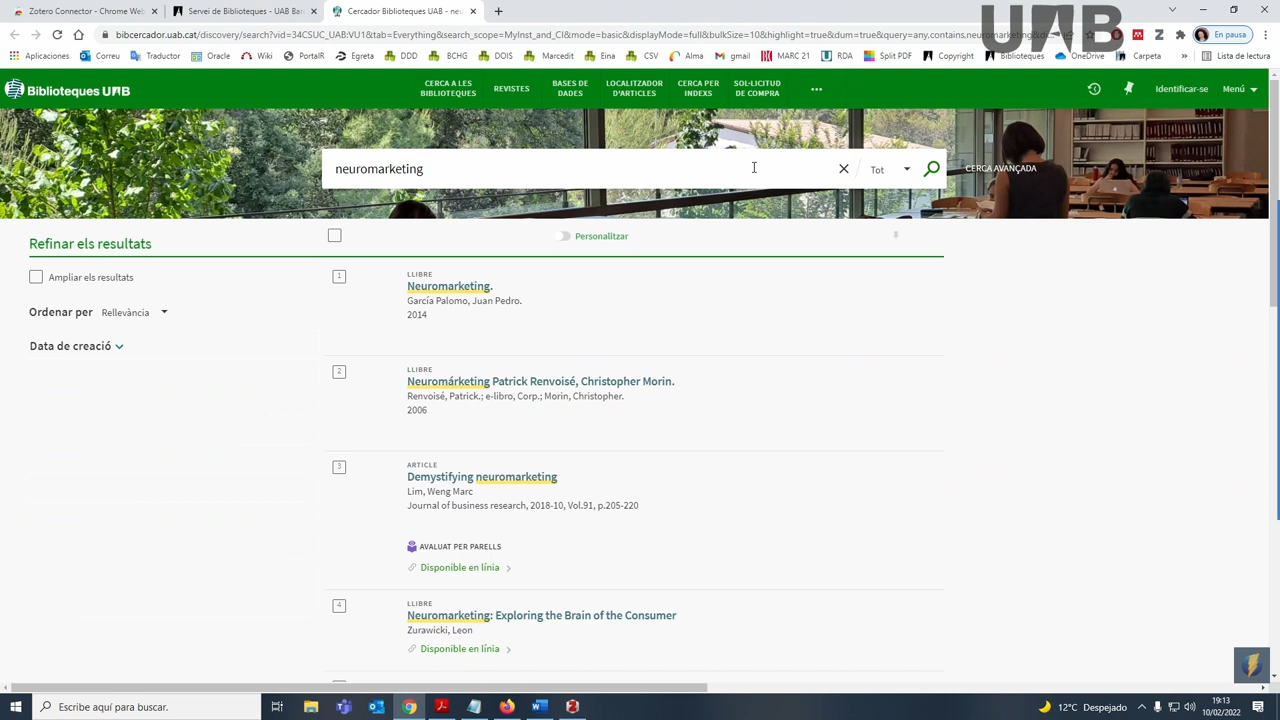 Zotero Connector - Chrome Web
Servei de Biblioteques - UAB Bar
Cercador Biblioteques UAB - neu
bibcercador.uab.cat/discovery/search?vid=34CSUC_UAB:VU1&tab=Everything&search_scope=MyInst_and_CI&mode=basic&displayMode=full&bulkSize=10&highlight=true&dum=true&query=any,contains,neuromarketing&di
UAB
En pausa
Aplicaciones
Correu
Traductor
Oracle
Wiki
PortalK
Egreta
DDD
BCHG
DOIS
Marcedit
Eina
CSV
Alma
gmail
MARC 21
RDA
Split PDF
Copyright
Biblioteques
OneDrive
Carpeta
Lista de lectura
Biblioteques UAB
CERCA A LES BIBLIOTEQUES
REVISTES
BASES DE DADES
LOCALITZADOR D'ARTICLES
CERCA PER INDEXS
SOL·LICITUD DE COMPRA
Identificar-se
Menú
neuromarketing
Tot
CERCA AVANÇADA
Refinar els resultats
Ampliar els resultats
Ordenar per Rellevància
Data de creació
Personalitzar
1
LLIBRE
Neuromarketing.
García Palomo, Juan Pedro.
2014
2
LLIBRE
Neuromárketing Patrick Renvoisé, Christopher Morin.
Renvoisé, Patrick.; e-libro, Corp.; Morin, Christopher.
2006
3
ARTICLE
Demystifying neuromarketing
Lim, Weng Marc
Journal of business research, 2018-10, Vol.91, p.205-220
AVALUAT PER PARELLS
Disponible en línia
4
LLIBRE
Neuromarketing: Exploring the Brain of the Consumer
Zurawicki, Leon
Disponible en línia
Escribe aquí para buscar.
12°C Despejado
19:13
10/02/2022